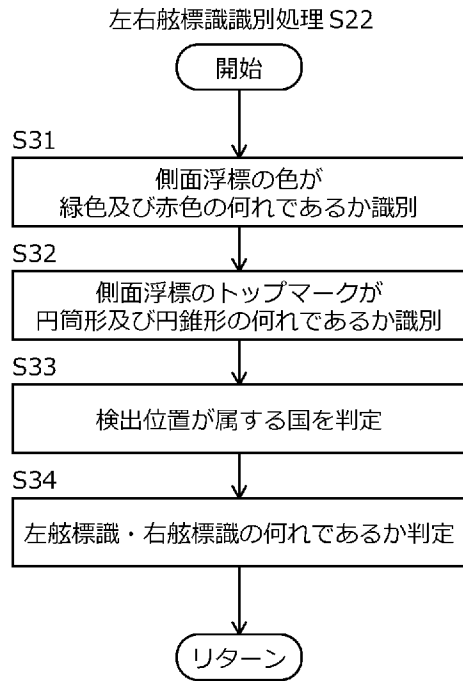 左右舷標識識別処理 S22
開始
S31
側面浮標の色が
緑色及び赤色の何れであるか識別
S32
側面浮標のトップマークが
円筒形及び円錐形の何れであるか識別
S33
検出位置が属する国を判定
S34
左舷標識・右舷標識の何れであるか判定
リターン